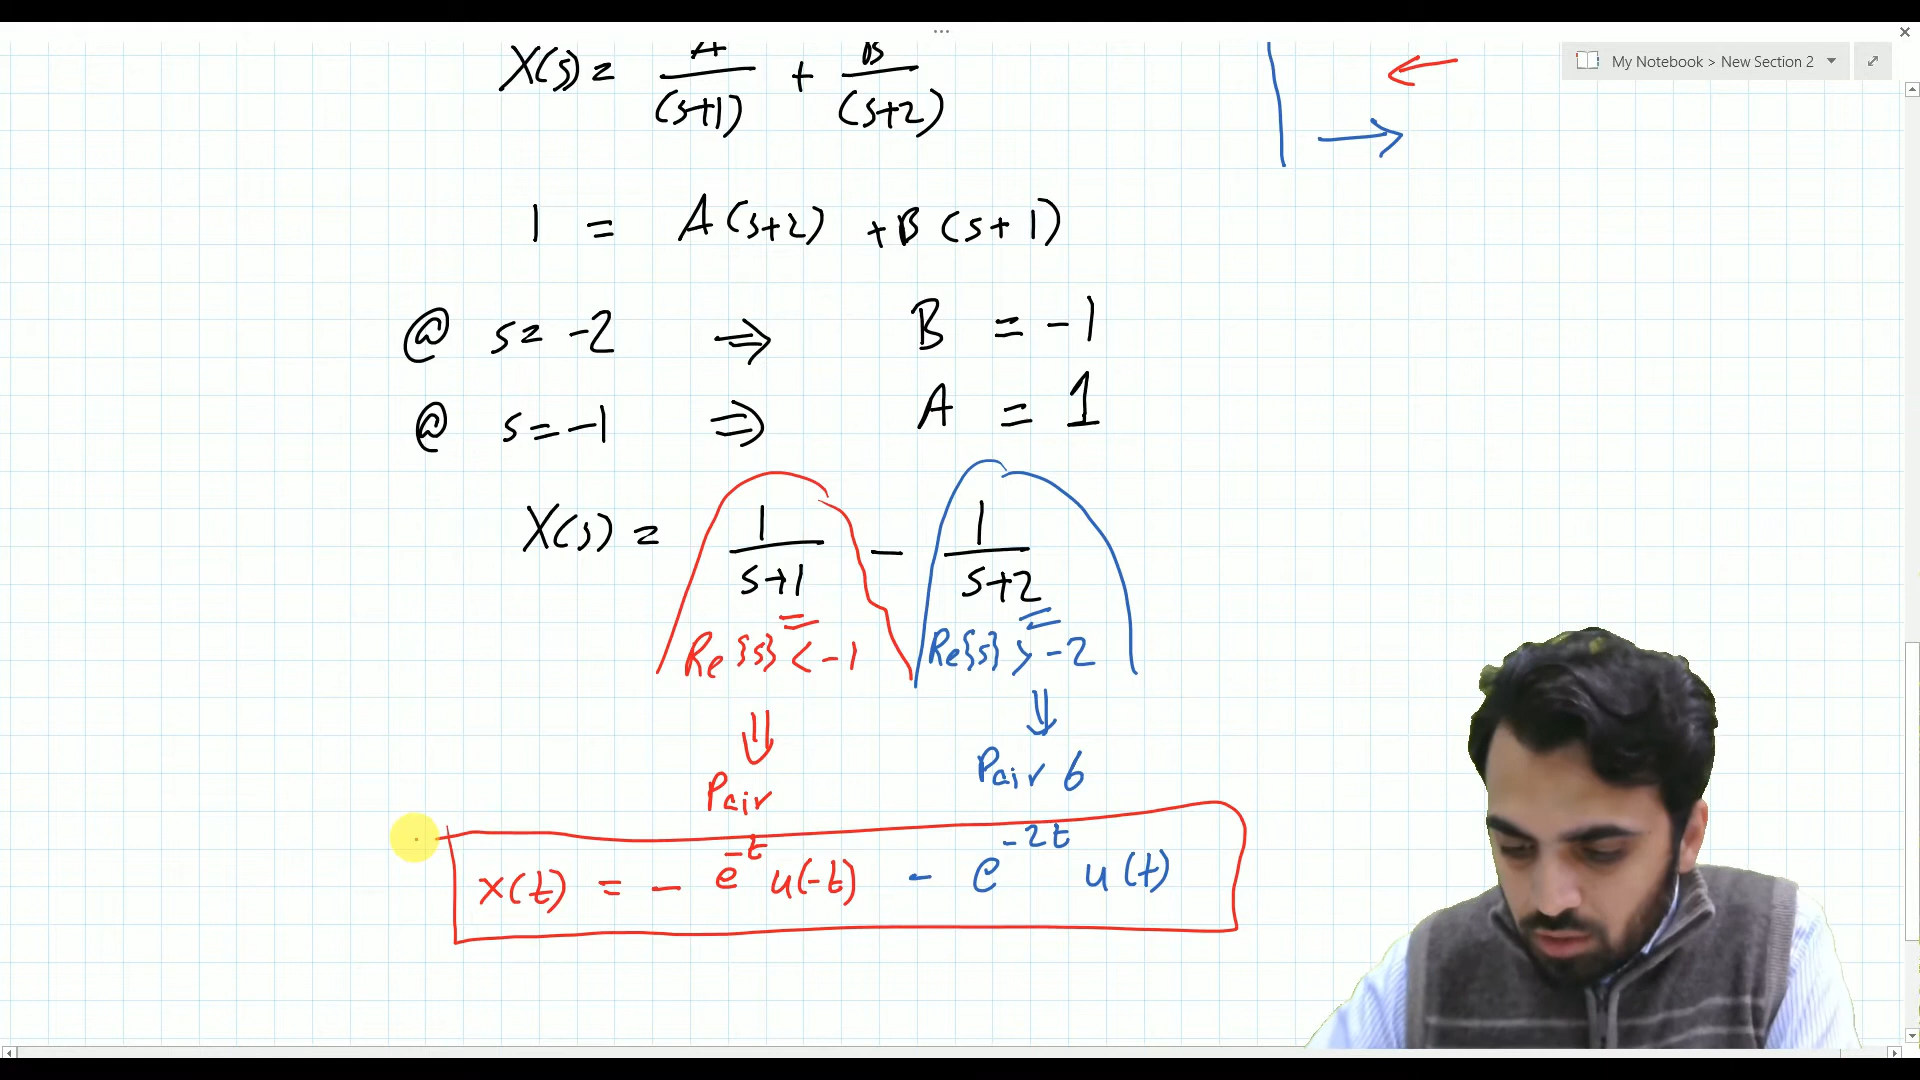 My Notebook > New Section 2
X(s) = A/(s+1) + B/(s+2)
1 = A(s+2) + B(s+1)
@ s = -2 ⇒ B = -1
@ s = -1 ⇒ A = 1
X(s) = 1/(s+1) - 1/(s+2)
Re{s} < -1 Re{s} > -2
⇓ ⇓
Pair Pair 6
x(t) = - e^-t u(-t) - e^-2t u(t)